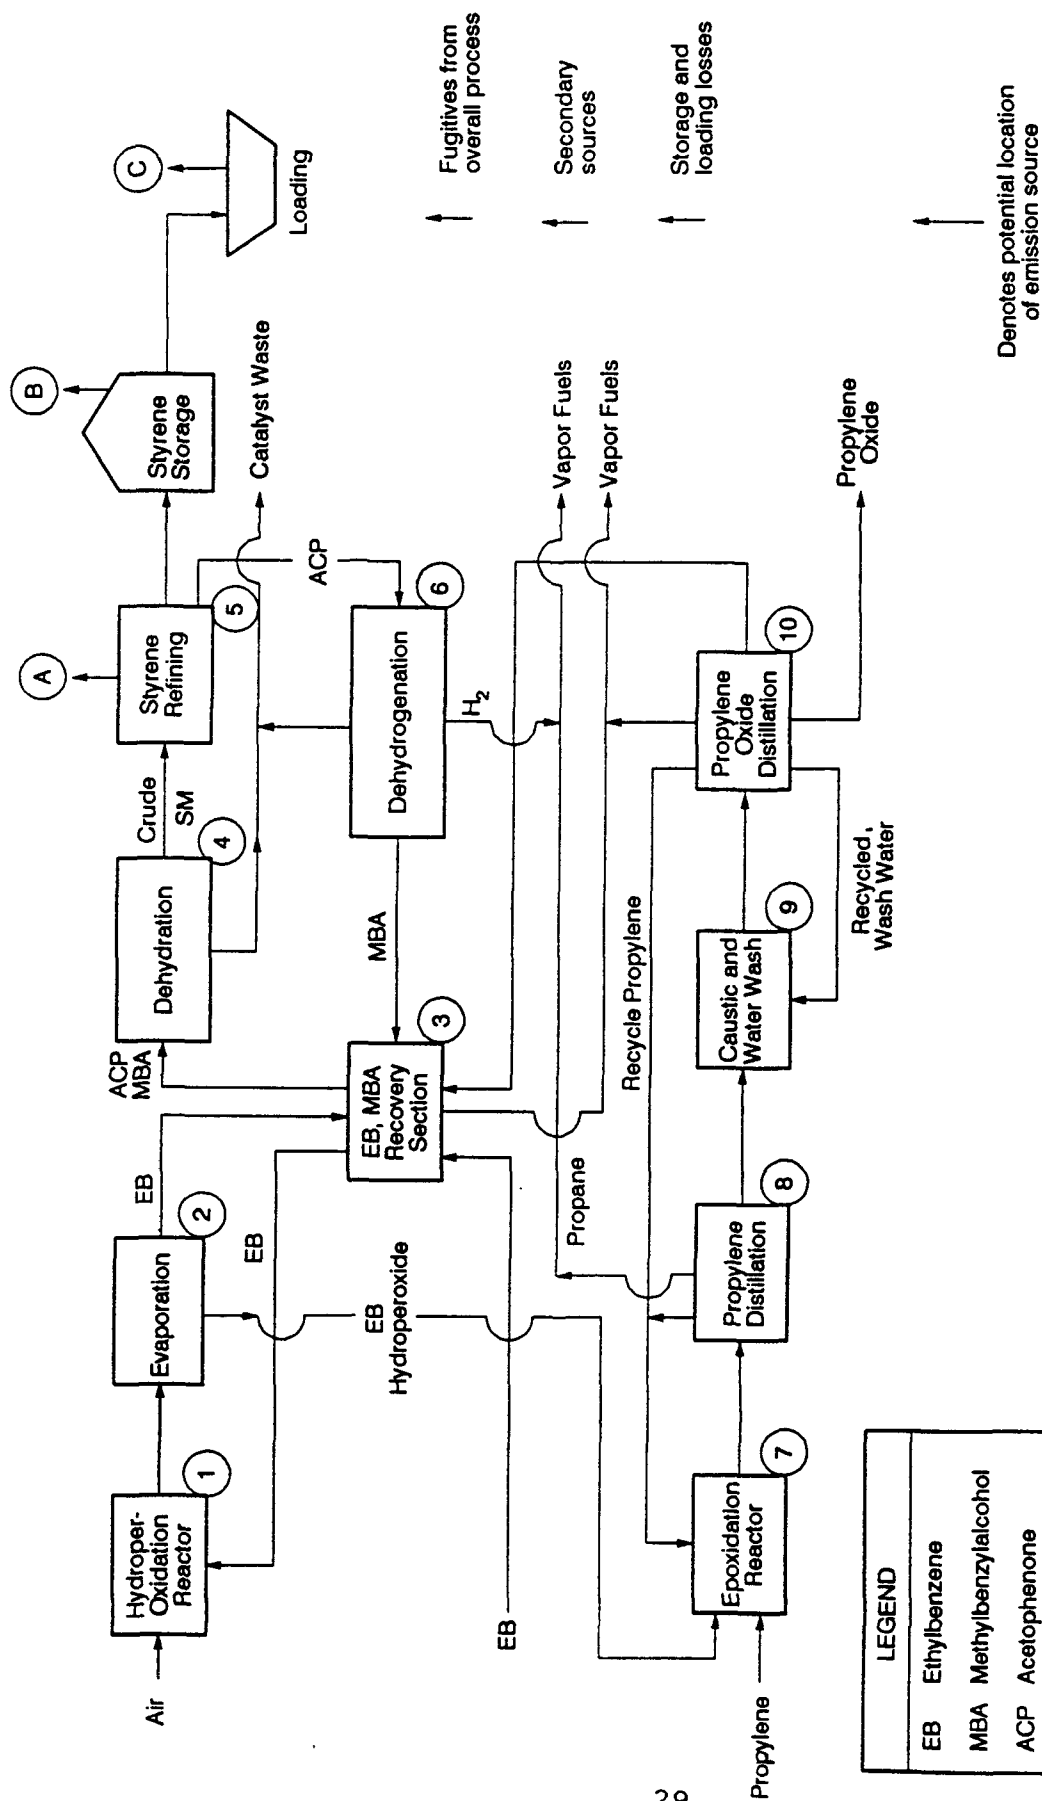 Air
Hydroper-
Oxidation
Reactor
1
Evaporation
2
EB
EB
EB
Hydroperoxide
EB, MBA
Recovery
Section
3
EB
ACP
MBA
Dehydration
4
Crude
SM
Styrene
Refining
5
A
Styrene
Storage
B
Loading
C
Catalyst Waste
ACP
Dehydrogenation
6
MBA
H2
Vapor Fuels
Vapor Fuels
Propane
Recycle Propylene
Propylene
Epoxidation
Reactor
7
Propylene
Distillation
8
Caustic and
Water Wash
9
Propylene
Oxide
Distillation
10
Recycled,
Wash Water
Propylene
Oxide
Fugitives from
overall process
Secondary
sources
Storage and
loading losses
Denotes potential location
of emission source
LEGEND
EB Ethylbenzene
MBA Methylbenzylalcohol
ACP Acetophenone
29